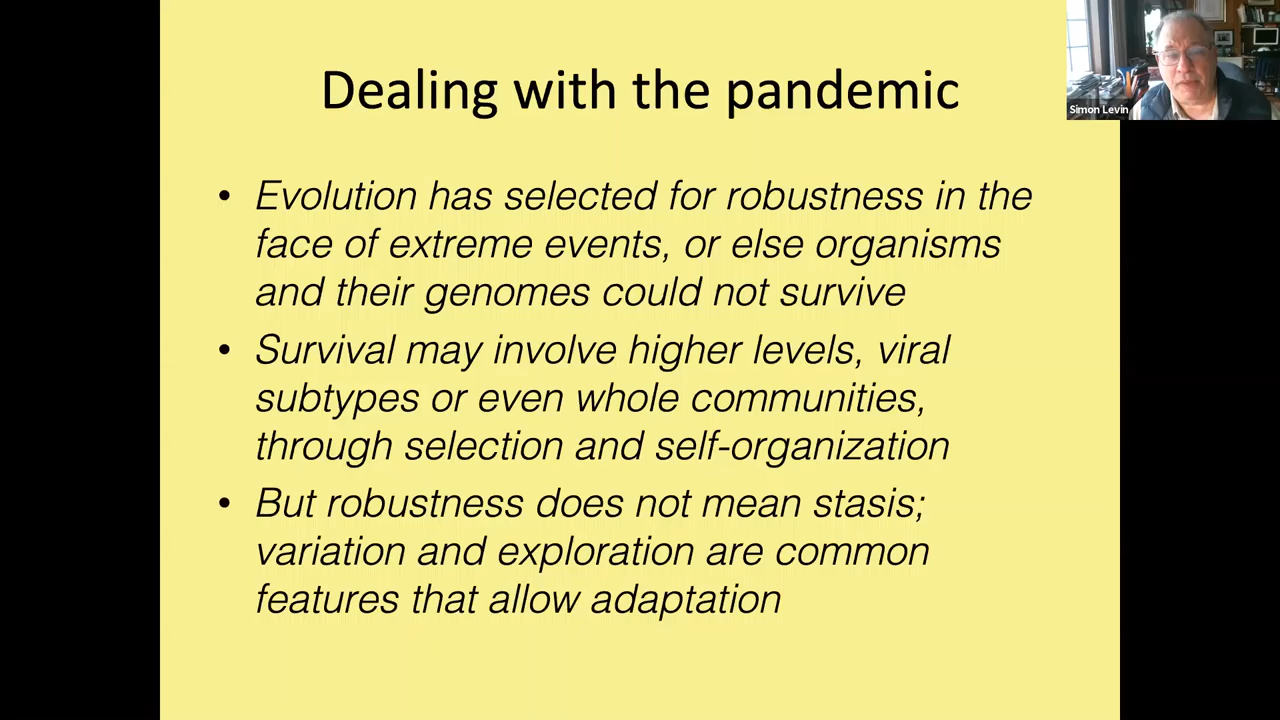 Dealing with the pandemic
Simon Levin
• Evolution has selected for robustness in the
face of extreme events, or else organisms
and their genomes could not survive
• Survival may involve higher levels, viral
subtypes or even whole communities,
through selection and self-organization
• But robustness does not mean stasis;
variation and exploration are common
features that allow adaptation